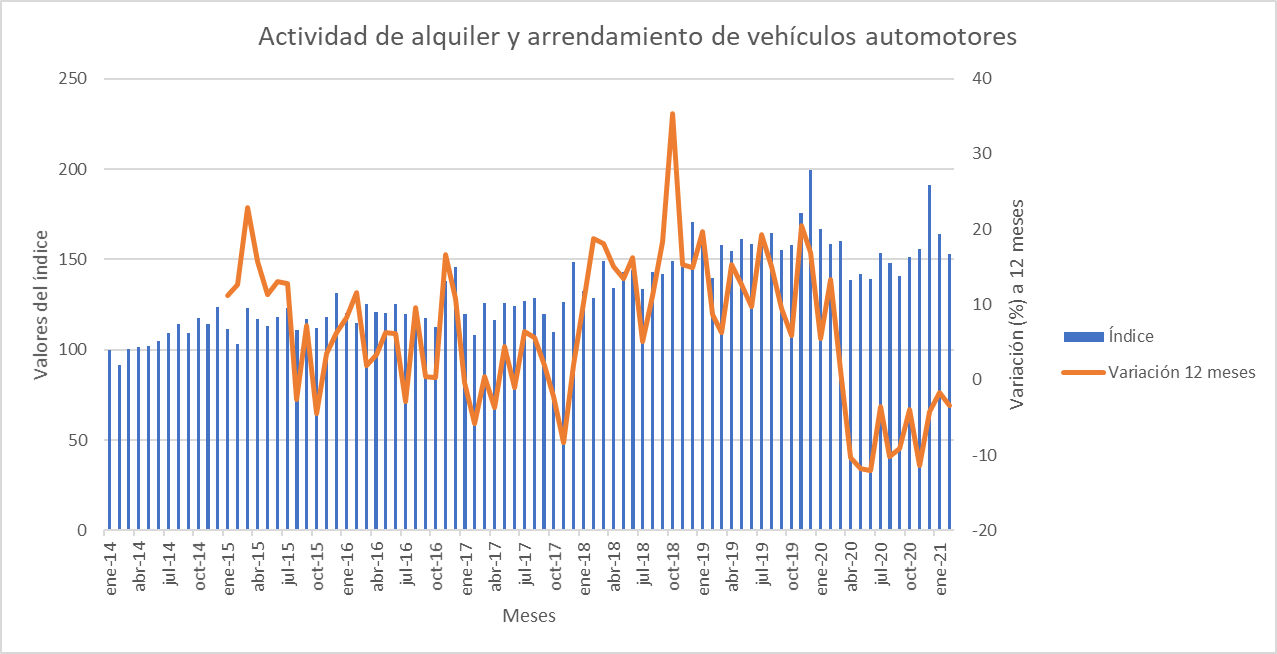 Actividad de alquiler y arrendamiento de vehículos automotores
250
200
150
100
50
0
Valores del índice
40
30
20
10
0
-10
-20
Variación (%) a 12 meses
ene-14
abr-14
jul-14
oct-14
ene-15
abr-15
jul-15
oct-15
ene-16
abr-16
jul-16
oct-16
ene-17
abr-17
jul-17
oct-17
ene-18
abr-18
jul-18
oct-18
ene-19
abr-19
jul-19
oct-19
ene-20
abr-20
jul-20
oct-20
ene-21
Meses
Índice
Variación 12 meses